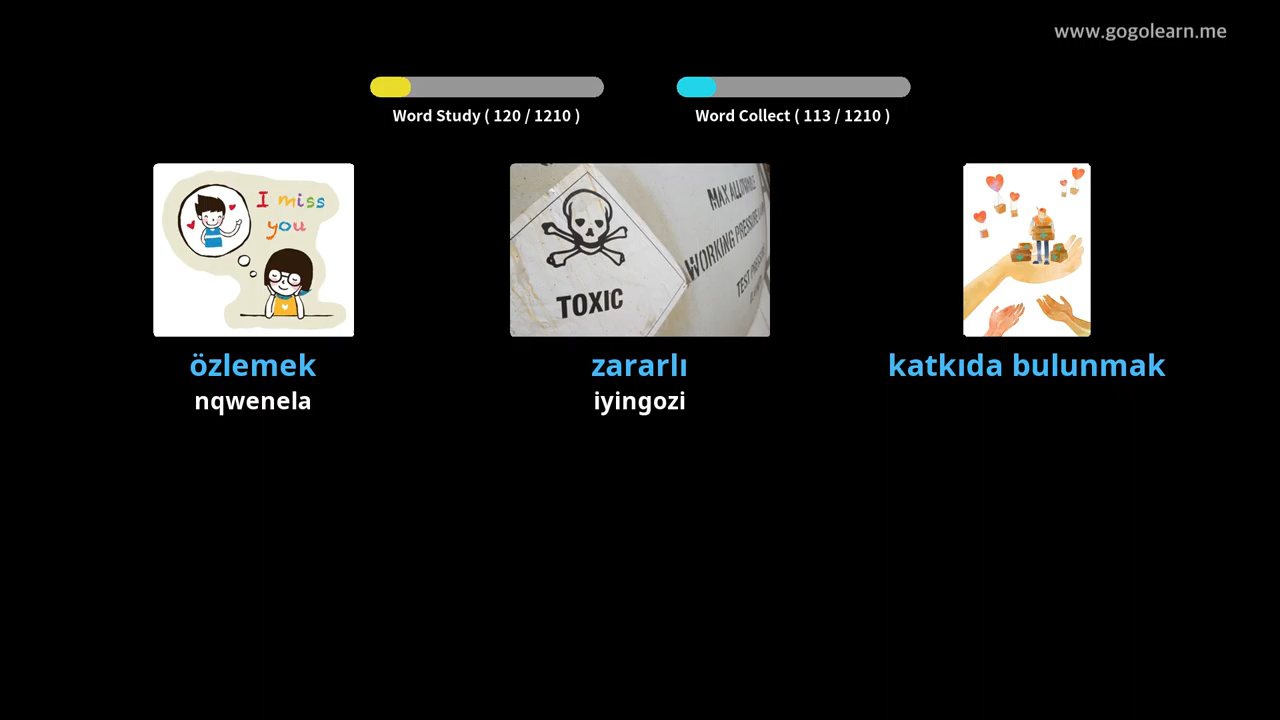 www.gogolearn.me
Word Study ( 120 / 1210 )
Word Collect ( 113 / 1210 )
I miss
you
TOXIC
MAX ALLOWABLE
WORKING PRESSURE
özlemek
zararlı
katkıda bulunmak
nqwenela
iyingozi